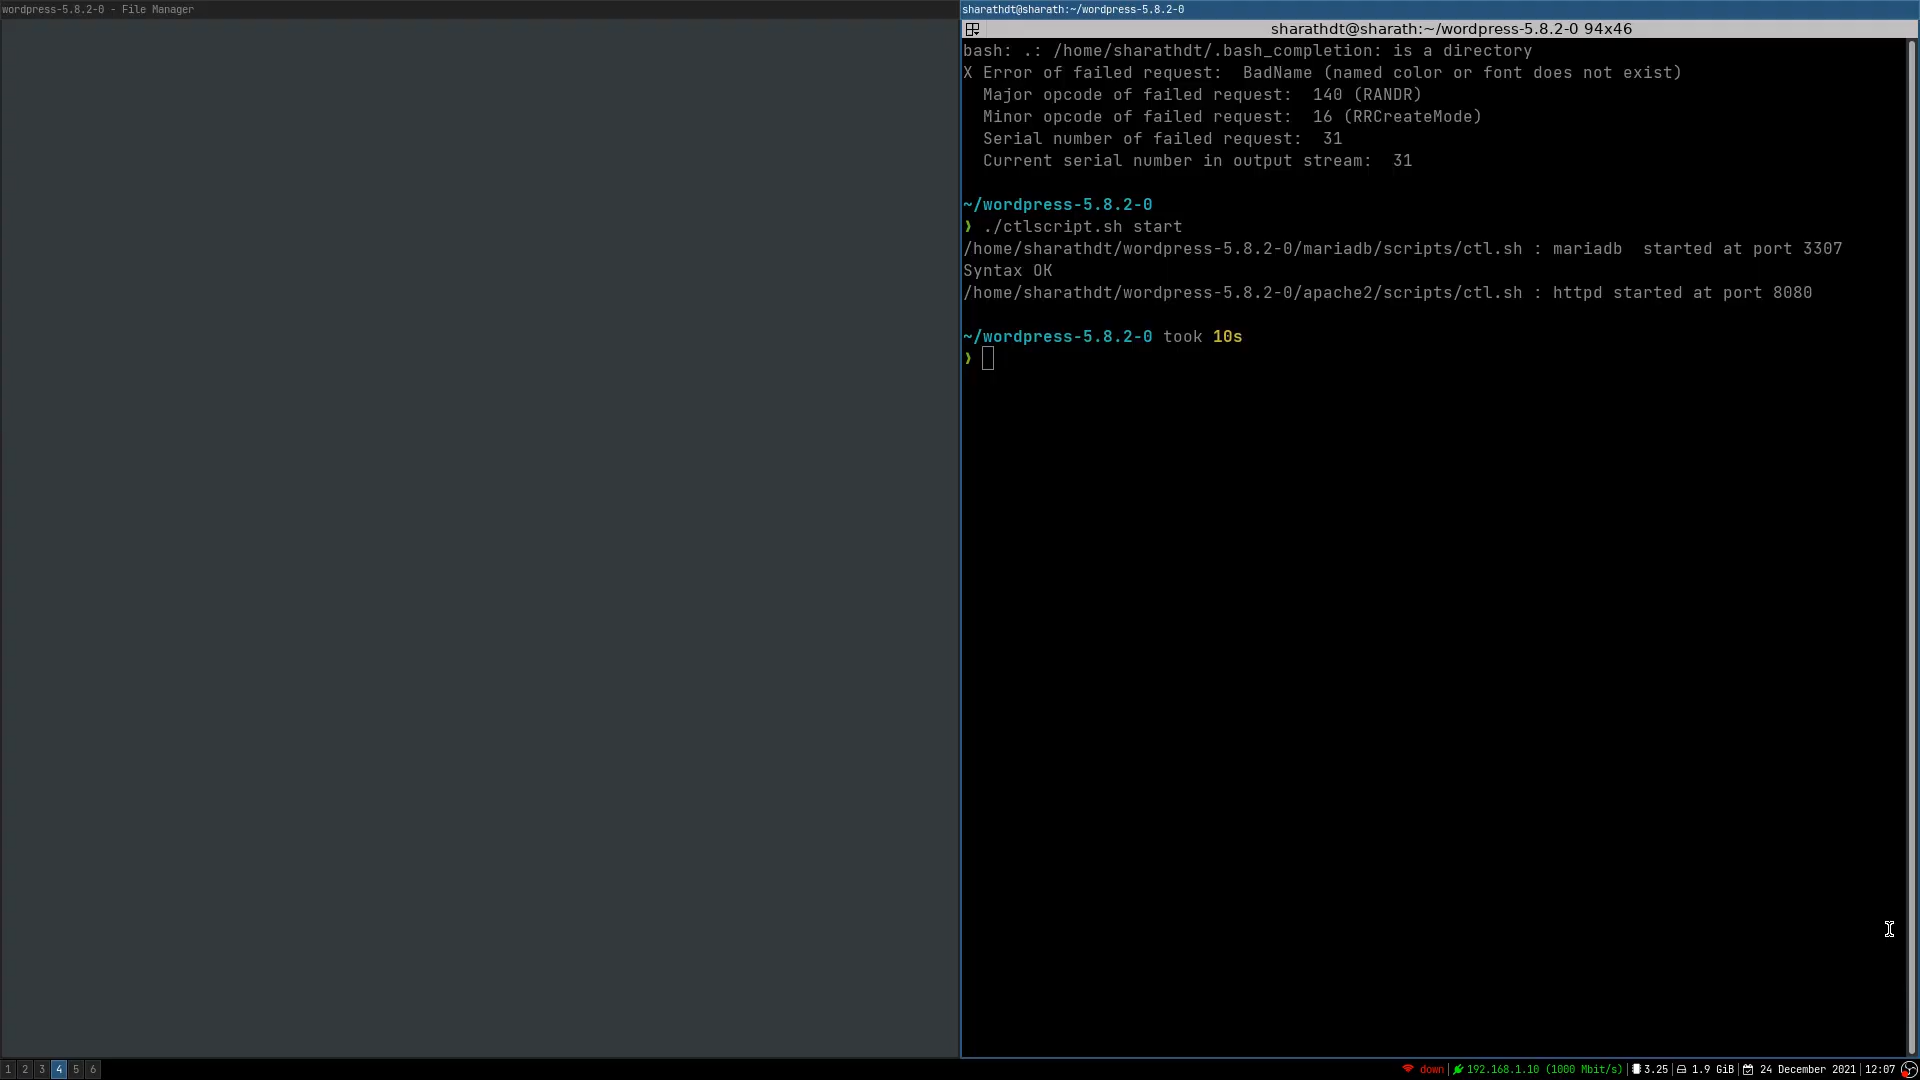 wordpress-5.8.2-0 - File Manager
sharathdt@sharath:~/wordpress-5.8.2-0
sharathdt@sharath:~/wordpress-5.8.2-0 94x46
bash: .: /home/sharathdt/.bash_completion: is a directory
X Error of failed request:  BadName (named color or font does not exist)
  Major opcode of failed request:  140 (RANDR)
  Minor opcode of failed request:  16 (RRCreateMode)
  Serial number of failed request:  31
  Current serial number in output stream:  31
~/wordpress-5.8.2-0
❯ ./ctlscript.sh start
/home/sharathdt/wordpress-5.8.2-0/mariadb/scripts/ctl.sh : mariadb  started at port 3307
Syntax OK
/home/sharathdt/wordpress-5.8.2-0/apache2/scripts/ctl.sh : httpd started at port 8080
~/wordpress-5.8.2-0 took 10s
❯
1 2 3 4 5 6
down | 192.168.1.10 (1000 Mbit/s) | 3.25 | 1.9 GiB | 24 December 2021 | 12:07